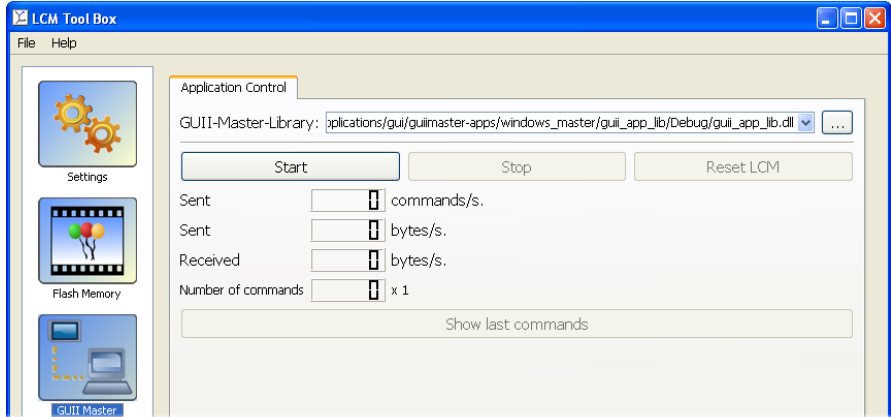 LCM Tool Box
File Help
Application Control
GUII-Master-Library: plications/gui/guiimaster-apps/windows_master/guii_app_lib/Debug/guii_app_lib.dll ...
Start Stop Reset LCM
Settings
Sent 0 commands/s.
Sent 0 bytes/s.
Received 0 bytes/s.
Flash Memory
Number of commands 0 x 1
Show last commands
GUII Master